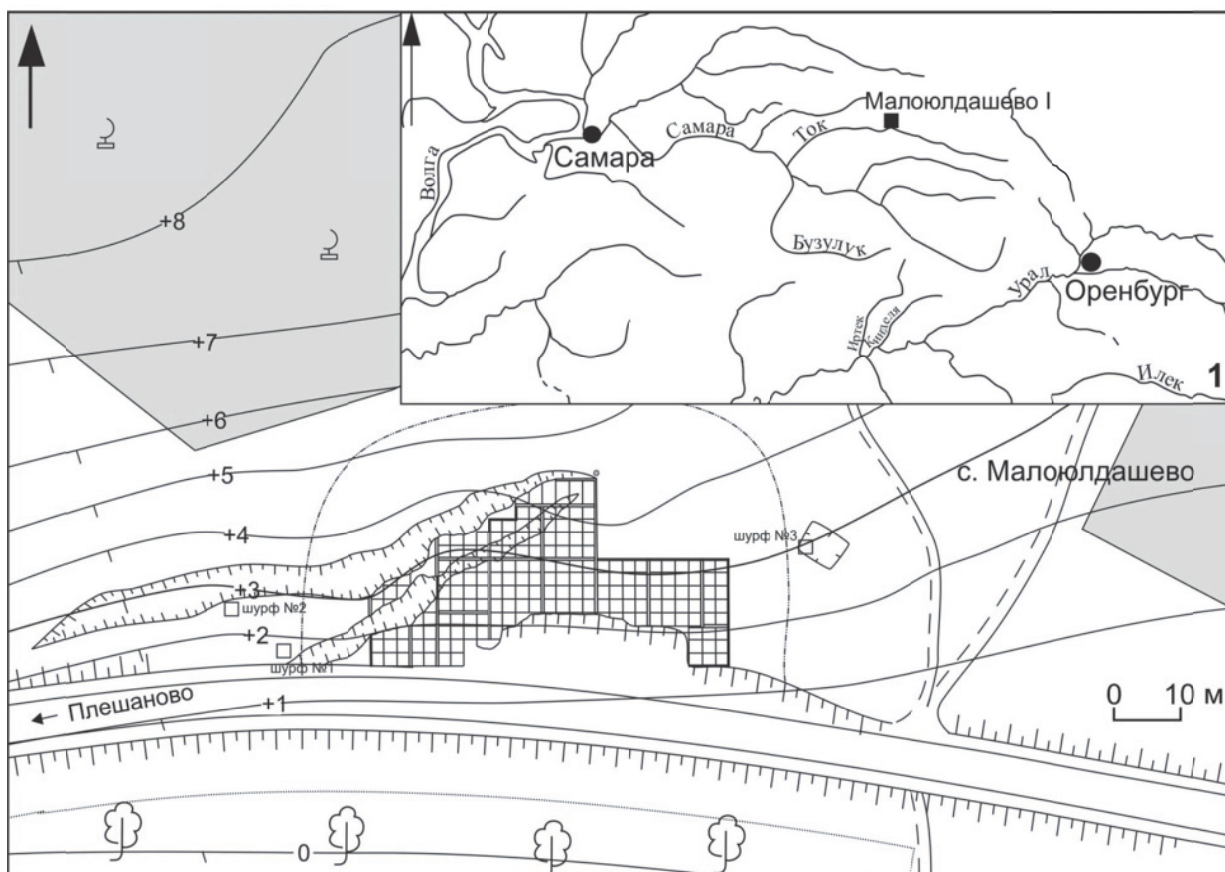 Малоюлдашево I
Самара
Самара
Ток
Волга
Бузулук
Урал
Оренбург
Иртек
Кинделя
Илек
1
+8
+7
+6
+5
+4
+3
+2
+1
0
с. Малоюлдашево
шурф №3
шурф №2
шурф №1
Плешаново
0 10 м